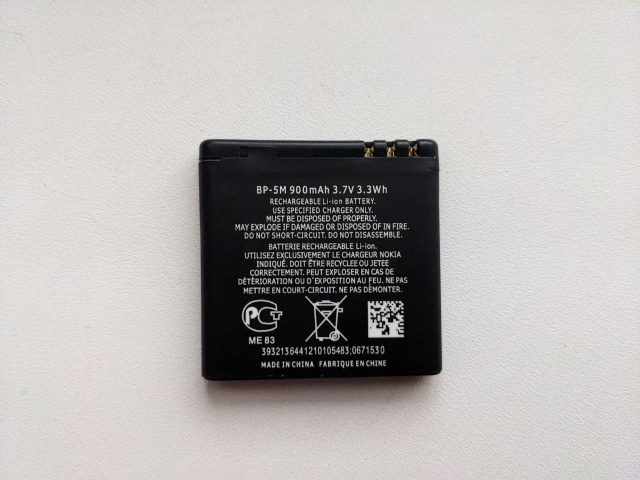 BP-5M 900mAh 3.7V 3.3Wh
RECHARGEABLE Li-ion BATTERY.
USE SPECIFIED CHARGER ONLY.
MUST BE DISPOSED OF PROPERLY.
MAY EXPLODE IF DAMAGED OR DISPOSED OF IN FIRE.
DO NOT SHORT-CIRCUIT. DO NOT DISASSEMBLE.
BATTERIE RECHARGEABLE Li-ion.
UTILISEZ EXCLUSIVEMENT LE CHARGEUR NOKIA
INDIQUÉ. DOIT ÊTRE RECYCLEE OU JETEE
CORRECTEMENT. PEUT EXPLOSER EN CAS DE
DÉTÉRIORATION OU D'EXPOSITION AU FEU. NE PAS
METTRE EN COURT-CIRCUIT. NE PAS DÉMONTER.
РСТ
ME 83
3932136441210105483;0671530
MADE IN CHINA FABRIQUE EN CHINE